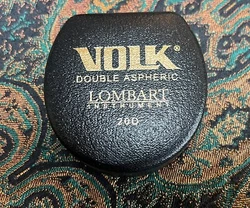 VOLK®
DOUBLE ASPHERIC
LOMBART
INSTRUMENT
20D